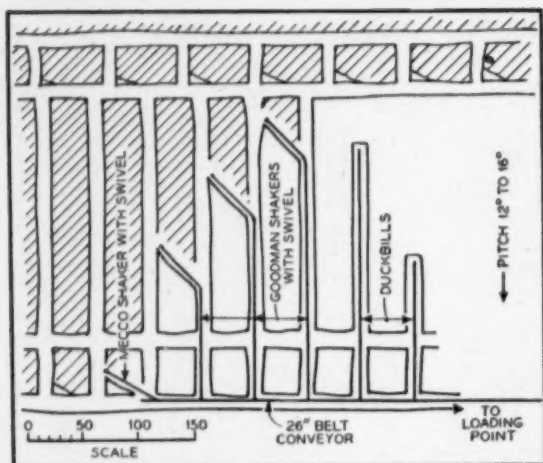 MECCO SHAKER WITH SWIVEL
GOODMAN SHAKERS
WITH SWIVEL
DUCKBILLS
PITCH 12° TO 16°
0 50 100 150
SCALE
26" BELT
CONVEYOR
TO
LOADING
POINT